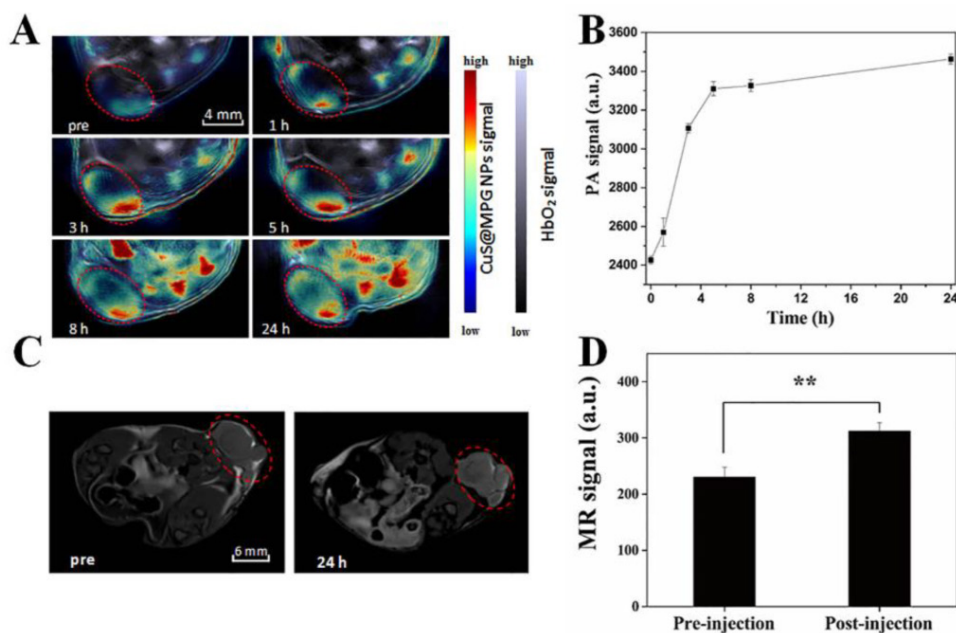 A
pre
4 mm
1 h
3 h
5 h
8 h
24 h
high
CuS@MPG NPs sigmal
low
high
HbO2 sigmal
low
B
PA signal (a.u.)
3600
3400
3200
3000
2800
2600
2400
0
4
8
12
16
20
24
Time (h)
C
pre
6 mm
24 h
D
MR signal (a.u.)
400
300
200
100
0
**
Pre-injection
Post-injection